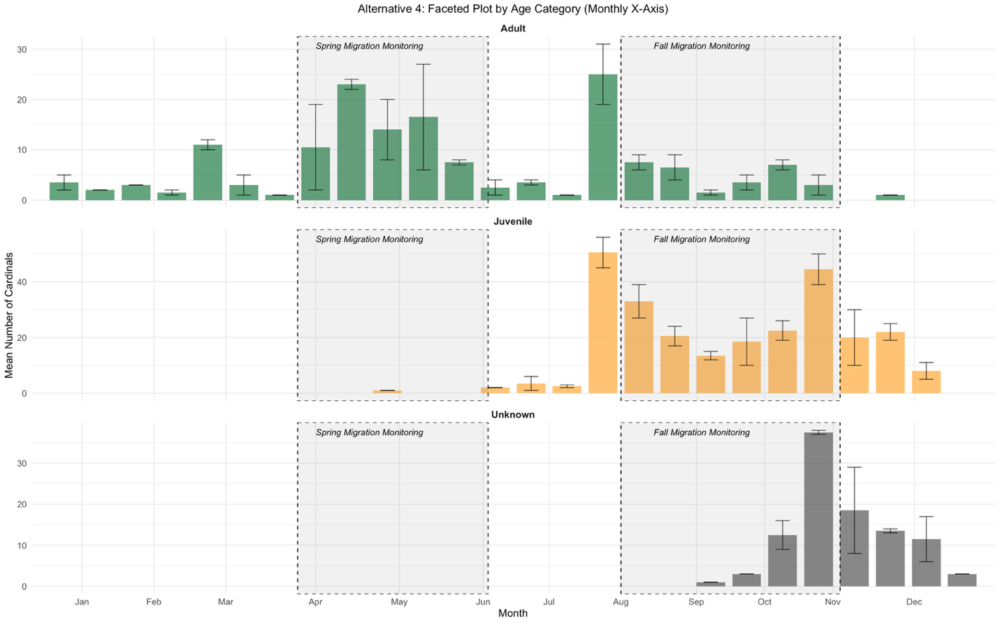 Alternative 4: Faceted Plot by Age Category (Monthly X-Axis)
Adult
Spring Migration Monitoring
Fall Migration Monitoring
30
20
10
0
Juvenile
Spring Migration Monitoring
Fall Migration Monitoring
40
20
0
Mean Number of Cardinals
Unknown
Spring Migration Monitoring
Fall Migration Monitoring
30
20
10
0
Jan Feb Mar Apr May Jun Jul Aug Sep Oct Nov Dec
Month